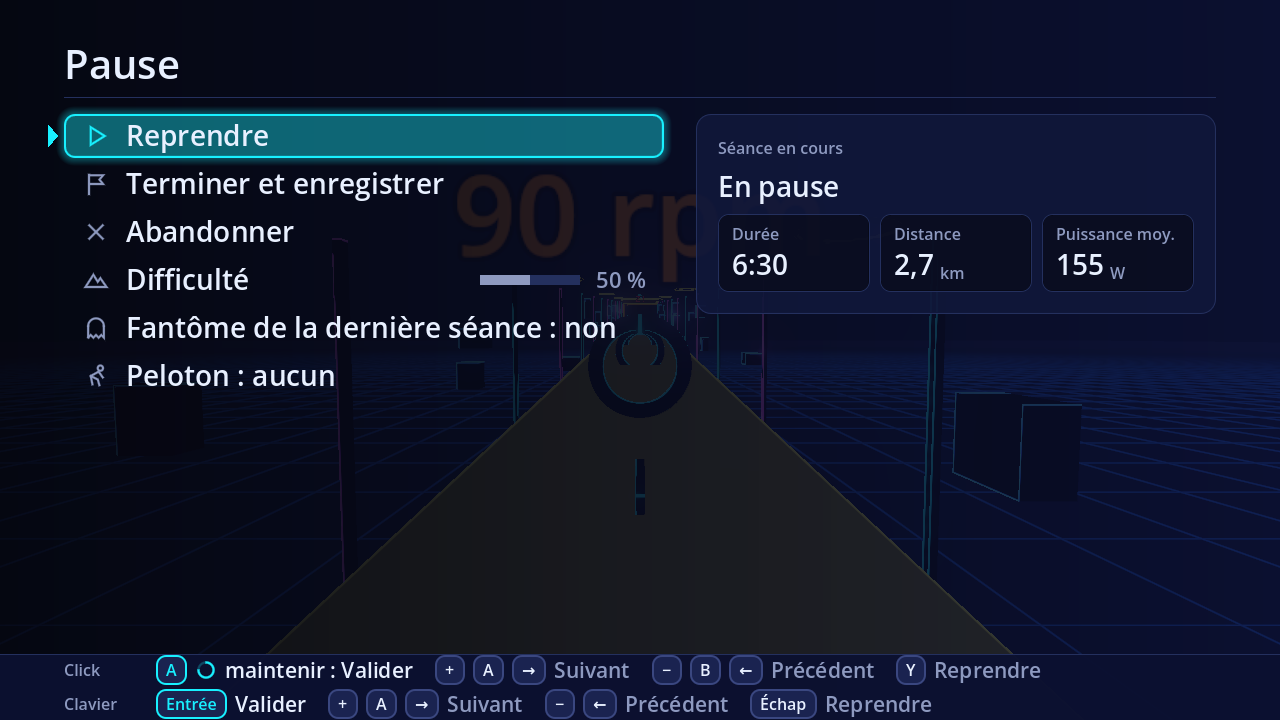 Pause
Reprendre
Terminer et enregistrer
Abandonner
Difficulté 50 %
Fantôme de la dernière séance : non
Peloton : aucun
90 rp
Séance en cours
En pause
Durée Distance Puissance moy.
6:30 2,7 km 155 W
Click A maintenir : Valider + A → Suivant − B ← Précédent Y Reprendre
Clavier Entrée Valider + A → Suivant − ← Précédent Échap Reprendre